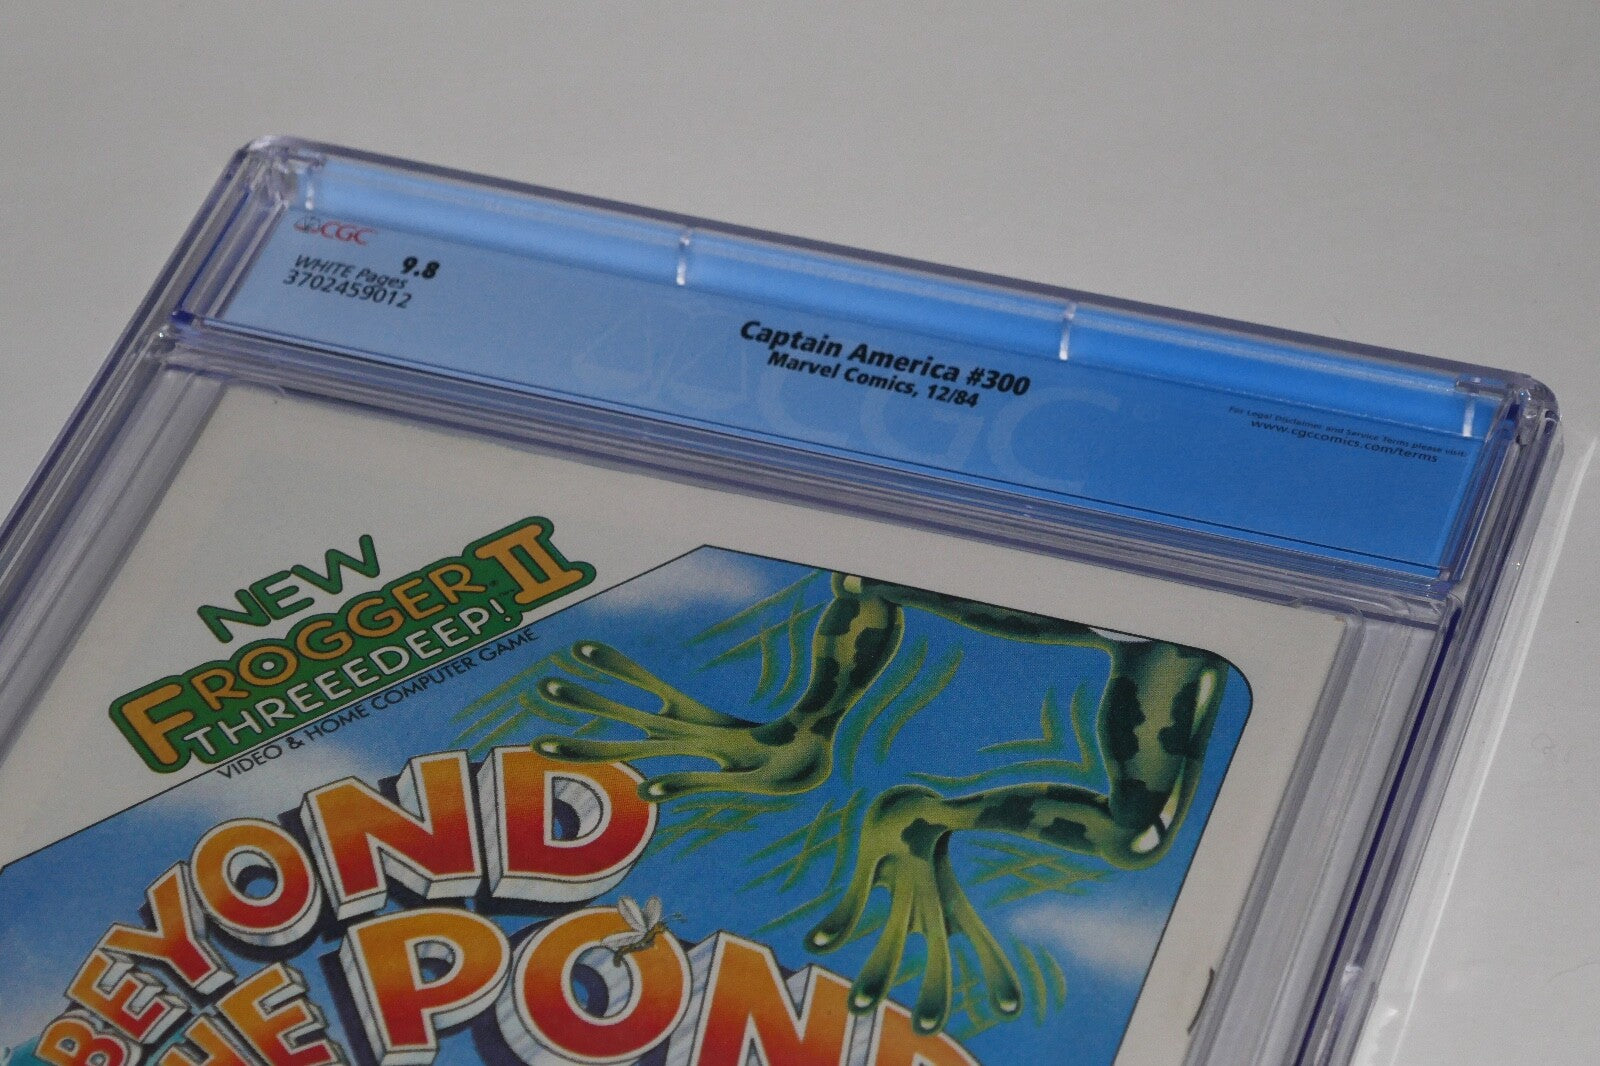 CGC
9.8
WHITE Pages
3702459012
Captain America #300
Marvel Comics, 12/84
CGC
For Legal Disclaimer and Service Terms please visit:
www.cgccomics.com/terms
NEW
FROGGER II
THREEEDEEP!
VIDEO & HOME COMPUTER GAME
BEYOND
THE POND